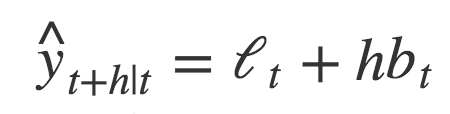 ŷ_{t+h|t} = ℓ_t + hb_t